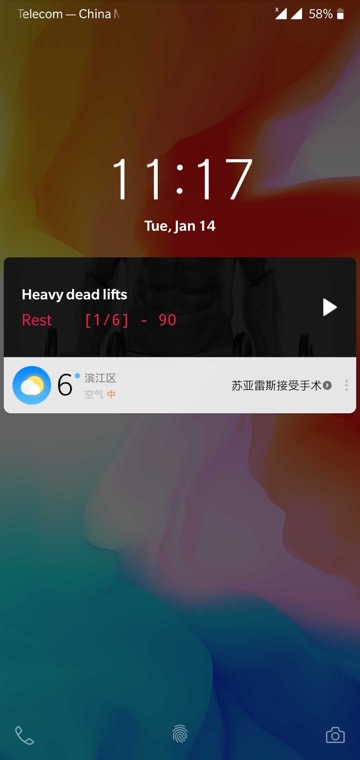 Telecom — China
58%
11:17
Tue, Jan 14
Heavy dead lifts
Rest [1/6] - 90
6° 滨江区
空气 中
苏亚雷斯接受手术